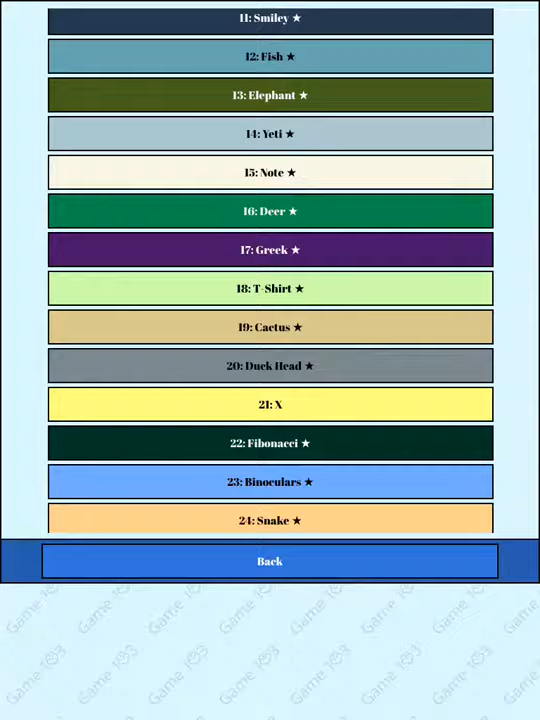 11: Smiley ★
12: Fish ★
13: Elephant ★
14: Yeti ★
15: Note ★
16: Deer ★
17: Greek ★
18: T-Shirt ★
19: Cactus ★
20: Duck Head ★
21: X
22: Fibonacci ★
23: Binoculars ★
24: Snake ★
Back